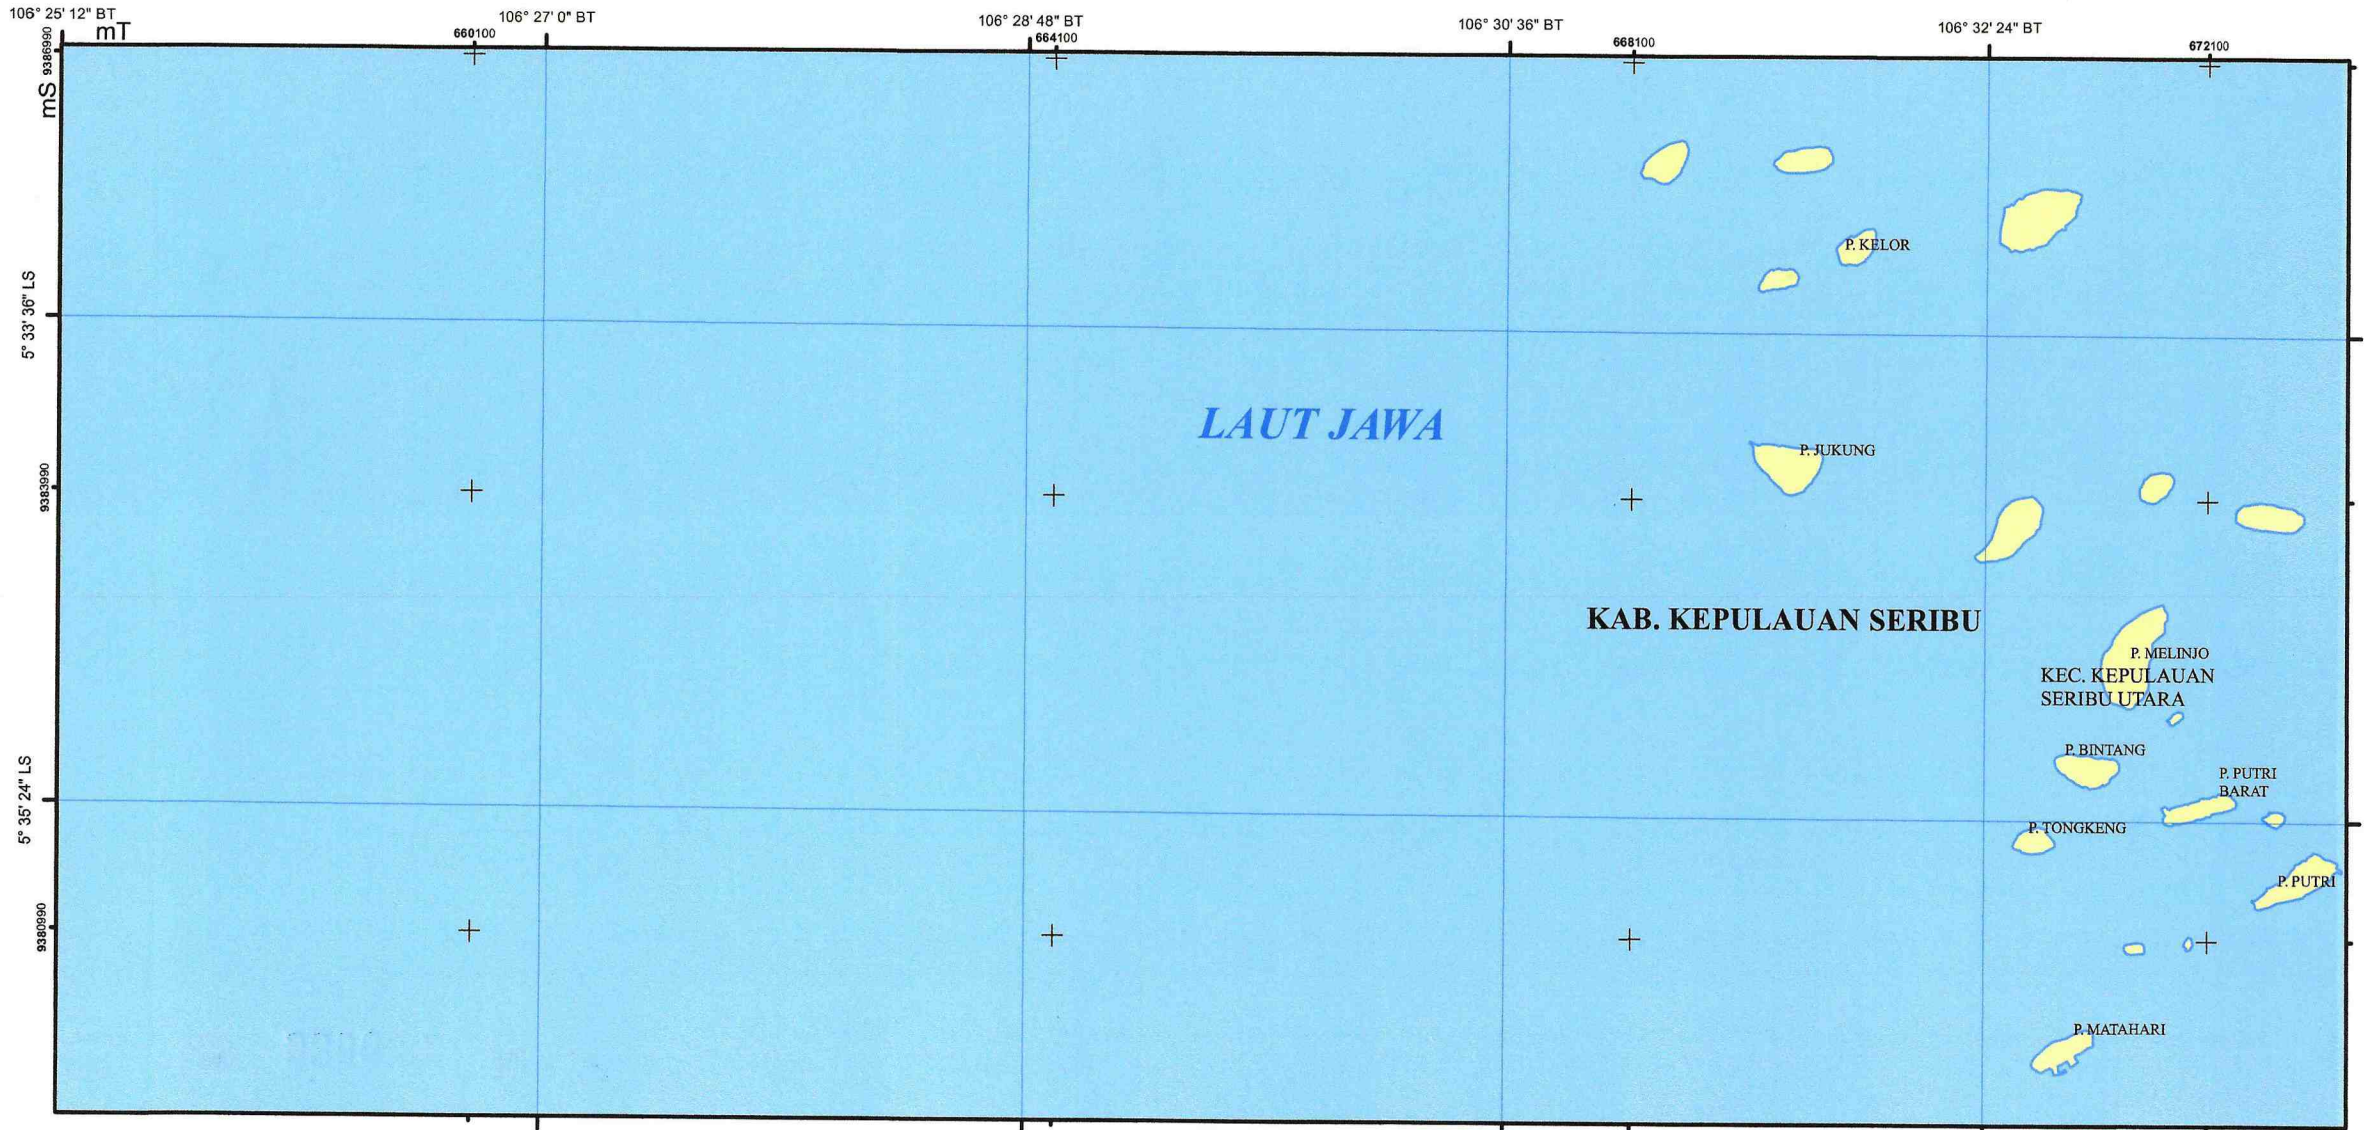 106° 25' 12" BT
106° 27' 0" BT
106° 28' 48" BT
106° 30' 36" BT
106° 32' 24" BT
mT
660100
664100
668100
672100
9386990
mS
P. KELOR
5° 33' 36" LS
LAUT JAWA
P. JUKUNG
9383990
KAB. KEPULAUAN SERIBU
P. MELINJO
KEC. KEPULAUAN
SERIBU UTARA
P. BINTANG
P. PUTRI
BARAT
5° 35' 24" LS
P. TONGKENG
P. PUTRI
9380990
P. MATAHARI